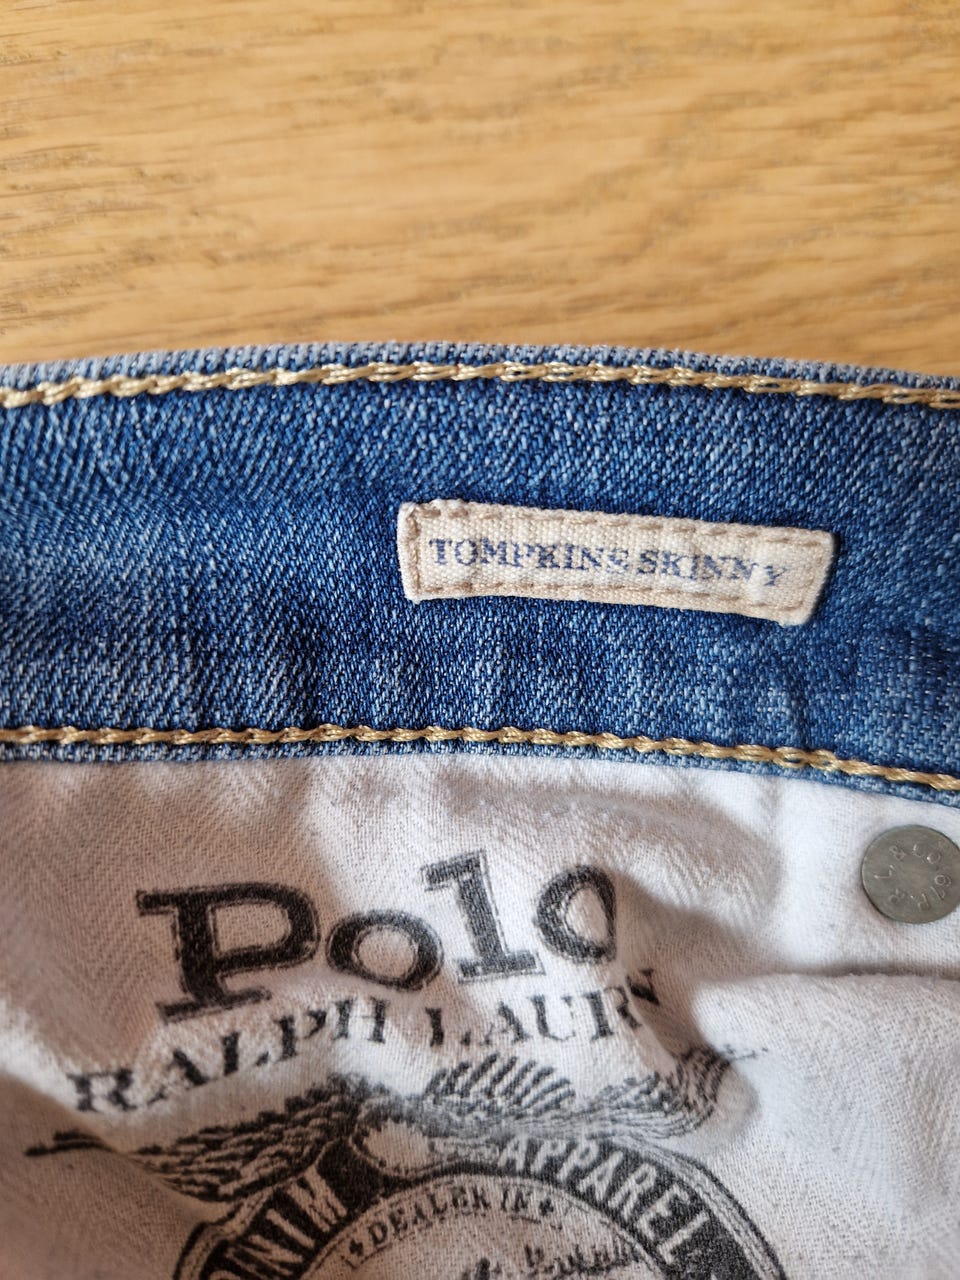 TOMPKINS SKINNY
Polo
RALPH LAUREN
APPAREL
DEALER IN